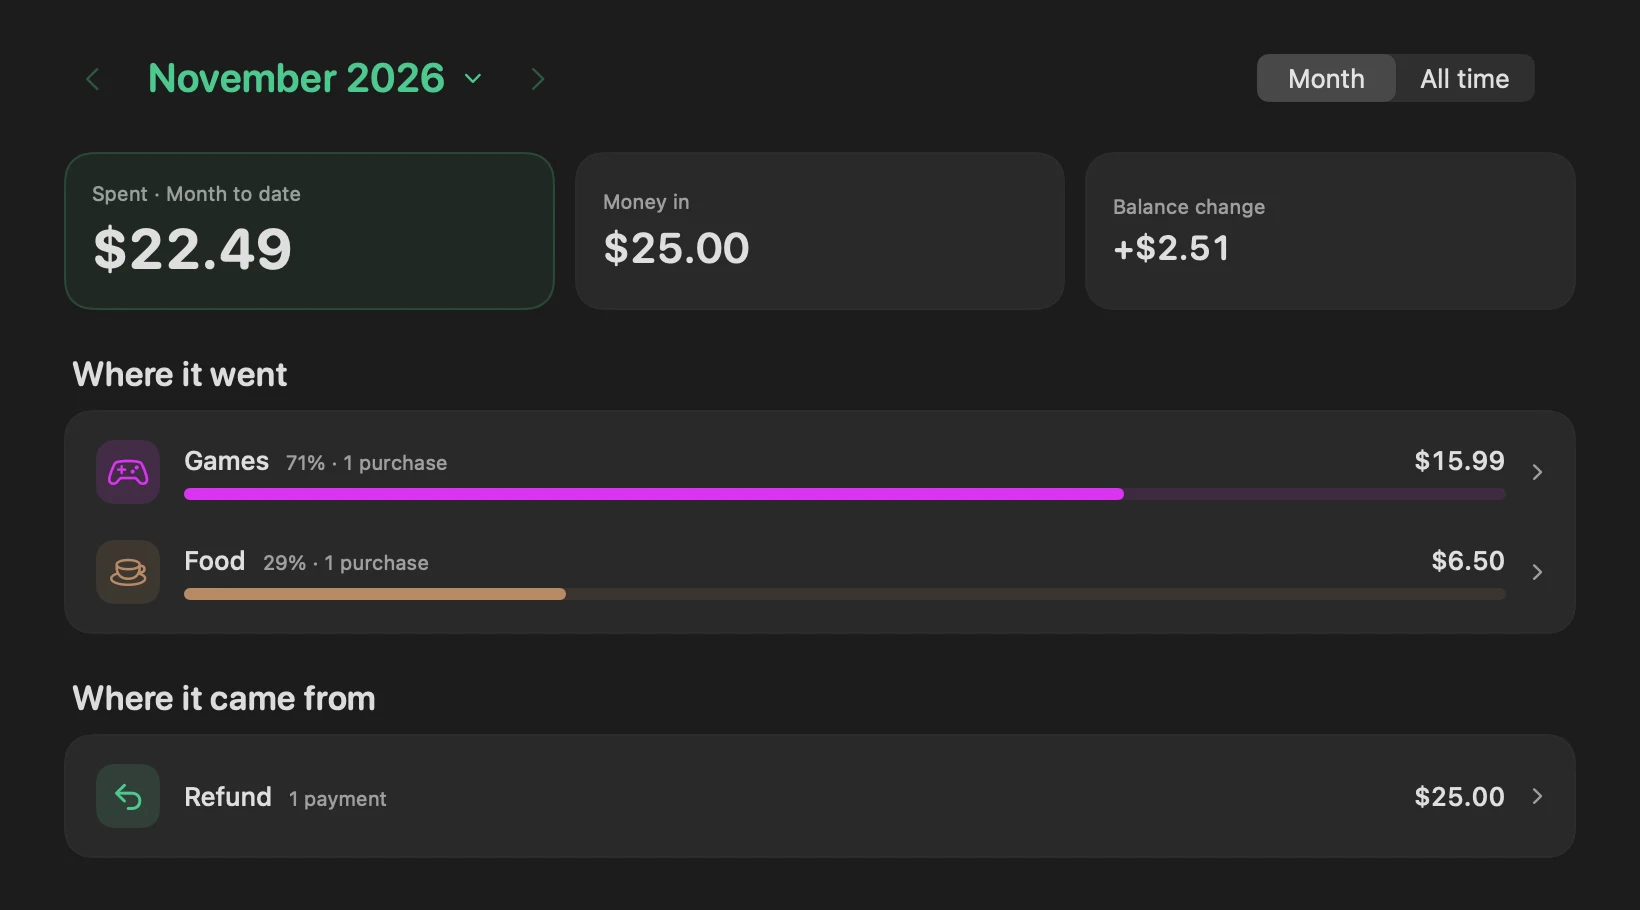 November 2026
Month
All time
Spent · Month to date
$22.49
Money in
$25.00
Balance change
+$2.51
Where it went
Games 71% · 1 purchase $15.99
Food 29% · 1 purchase $6.50
Where it came from
Refund 1 payment $25.00